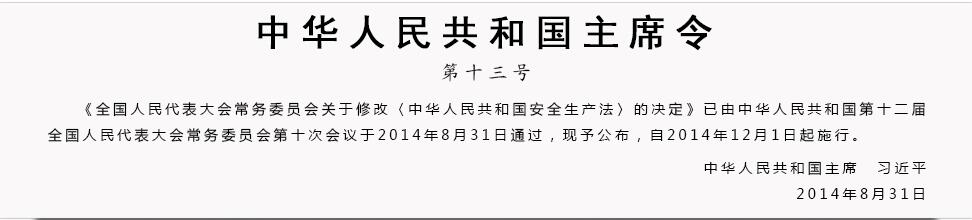 中华人民共和国主席令
第十三号
《全国人民代表大会常务委员会关于修改〈中华人民共和国安全生产法〉的决定》已由中华人民共和国第十二届
全国人民代表大会常务委员会第十次会议于2014年8月31日通过，现予公布，自2014年12月1日起施行。
中华人民共和国主席　习近平
2014年8月31日